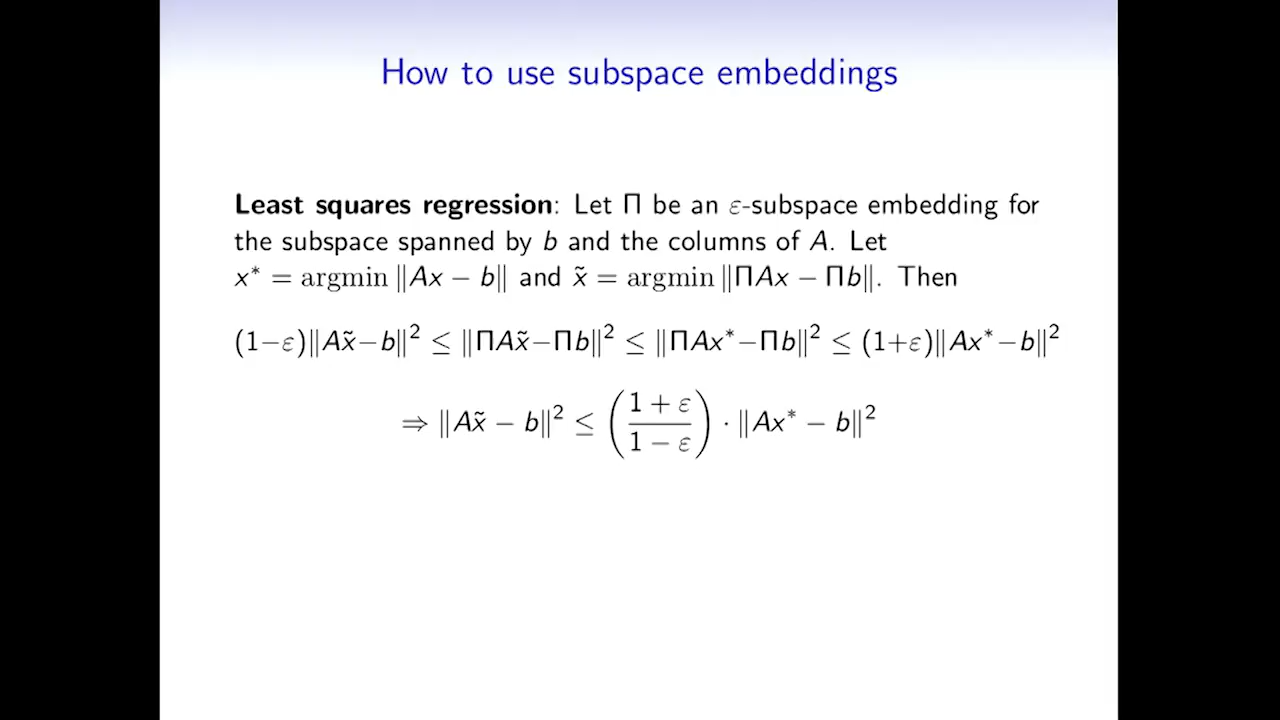 How to use subspace embeddings
Least squares regression: Let Π be an ε-subspace embedding for
the subspace spanned by b and the columns of A. Let
x* = argmin ‖Ax − b‖ and x̃ = argmin ‖ΠAx − Πb‖. Then
(1−ε)‖Ax̃−b‖² ≤ ‖ΠAx̃−Πb‖² ≤ ‖ΠAx*−Πb‖² ≤ (1+ε)‖Ax*−b‖²
⇒ ‖Ax̃ − b‖² ≤ ((1 + ε)/(1 − ε)) · ‖Ax* − b‖²